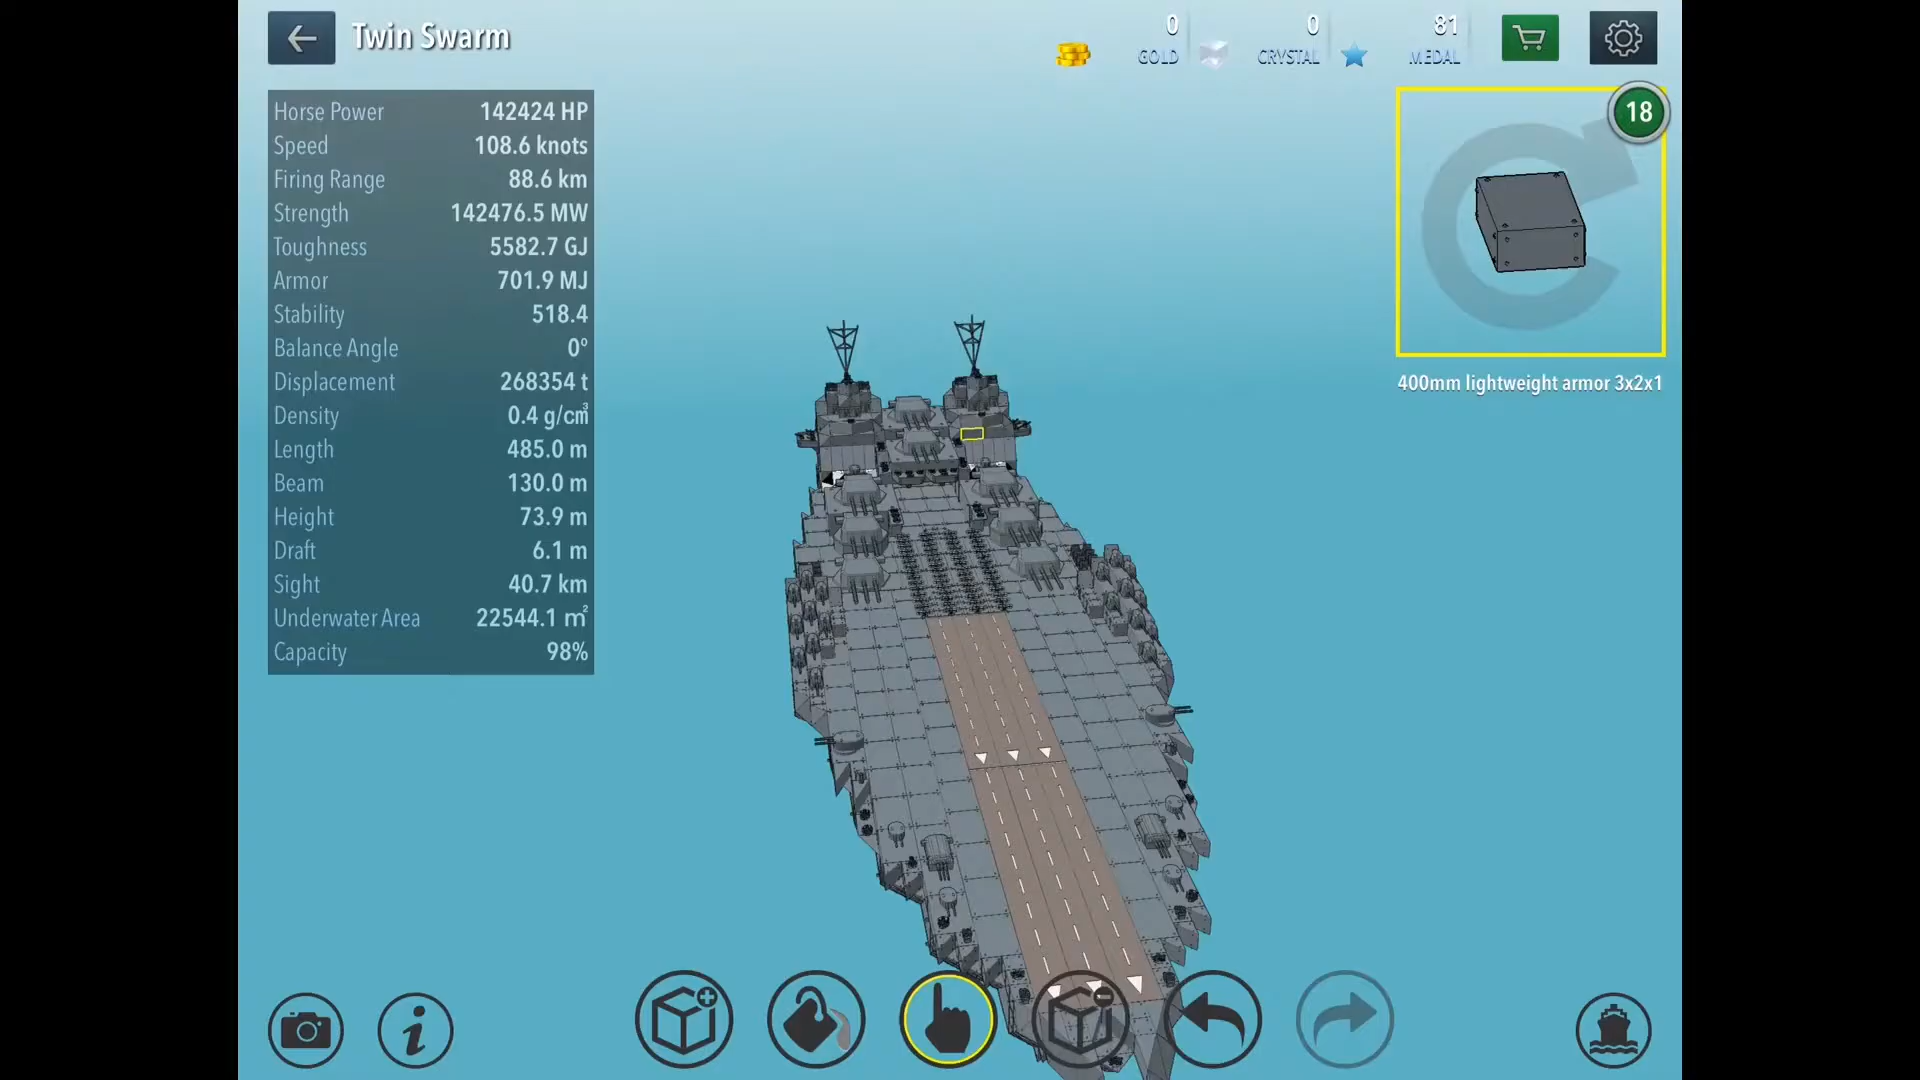 Twin Swarm
0
GOLD
0
CRYSTAL
81
MEDAL
Horse Power 142424 HP
Speed 108.6 knots
Firing Range 88.6 km
Strength 142476.5 MW
Toughness 5582.7 GJ
Armor 701.9 MJ
Stability 518.4
Balance Angle 0°
Displacement 268354 t
Density 0.4 g/cm³
Length 485.0 m
Beam 130.0 m
Height 73.9 m
Draft 6.1 m
Sight 40.7 km
Underwater Area 22544.1 m²
Capacity 98%
18
400mm lightweight armor 3x2x1